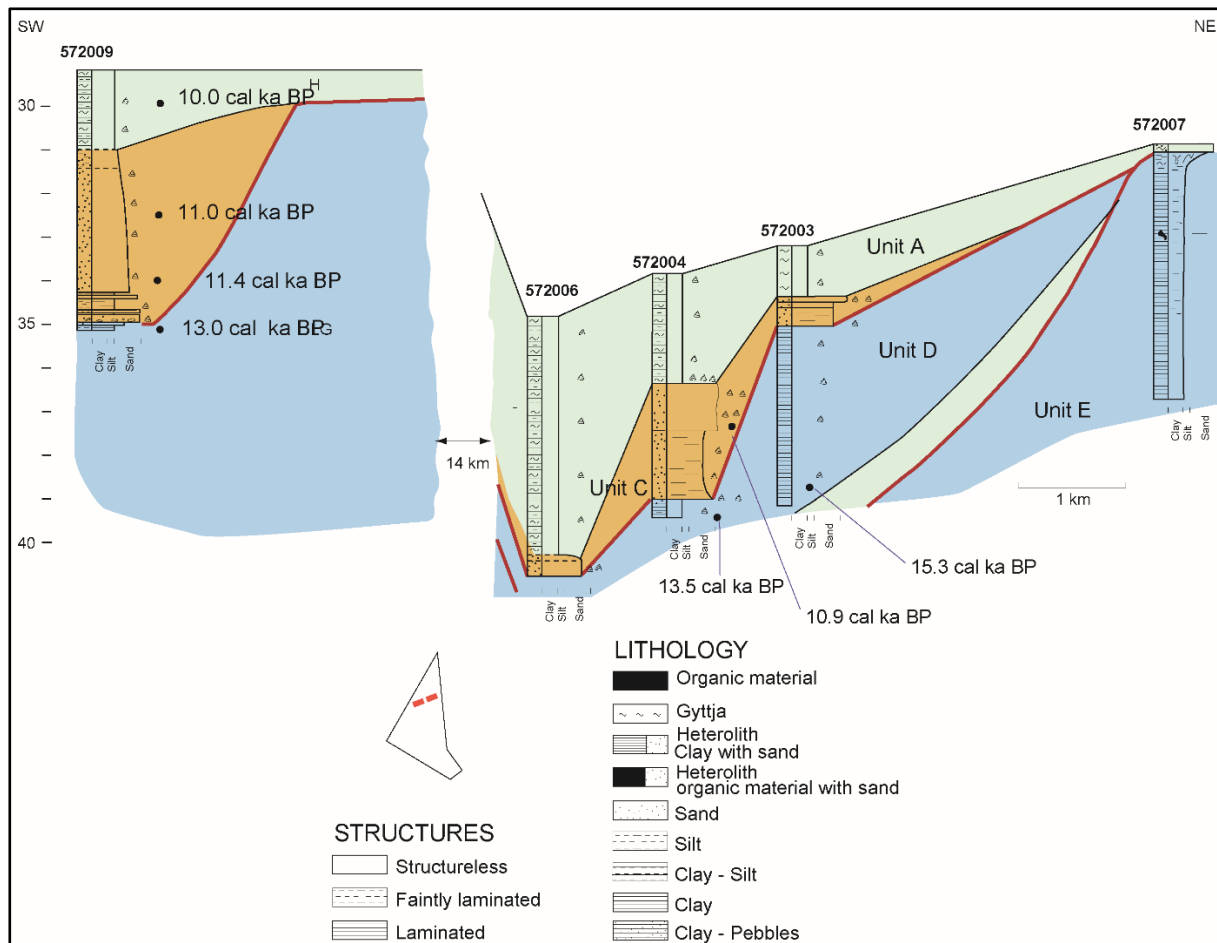 SW
NE
572009
30
H
10.0 cal ka BP
11.0 cal ka BP
11.4 cal ka BP
35
13.0 cal ka BP
G
Clay
Silt
Sand
40
14 km
572006
Clay
Silt
Sand
572004
Unit C
Clay
Silt
Sand
572003
Unit A
Unit D
Clay
Silt
Sand
572007
Unit E
Clay
Silt
Sand
1 km
13.5 cal ka BP
10.9 cal ka BP
15.3 cal ka BP
LITHOLOGY
Organic material
Gyttja
Heterolith
Clay with sand
Heterolith
organic material with sand
Sand
Silt
Clay - Silt
Clay
Clay - Pebbles
STRUCTURES
Structureless
Faintly laminated
Laminated